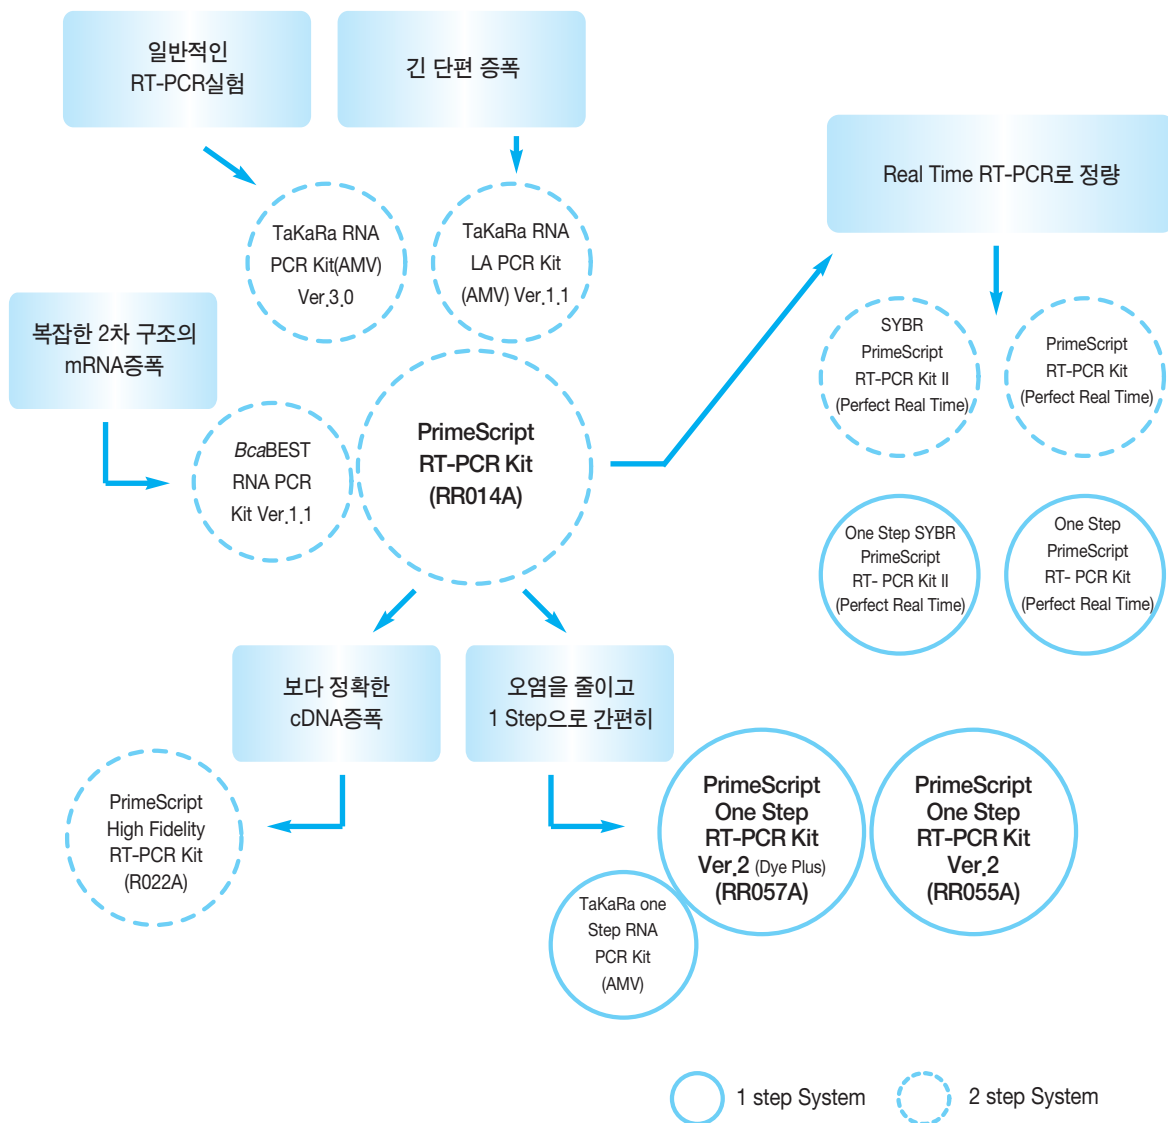 일반적인
RT-PCR실험
긴 단편 증폭
Real Time RT-PCR로 정량
TaKaRa RNA
PCR Kit(AMV)
Ver.3.0
TaKaRa RNA
LA PCR Kit
(AMV) Ver.1.1
복잡한 2차 구조의
mRNA증폭
SYBR
PrimeScript
RT-PCR Kit II
(Perfect Real Time)
PrimeScript
RT-PCR Kit
(Perfect Real Time)
BcaBEST
RNA PCR
Kit Ver.1.1
PrimeScript
RT-PCR Kit
(RR014A)
One Step SYBR
PrimeScript
RT- PCR Kit II
(Perfect Real Time)
One Step
PrimeScript
RT- PCR Kit
(Perfect Real Time)
보다 정확한
cDNA증폭
오염을 줄이고
1 Step으로 간편히
PrimeScript
High Fidelity
RT-PCR Kit
(R022A)
PrimeScript
One Step
RT-PCR Kit
Ver.2 (Dye Plus)
(RR057A)
PrimeScript
One Step
RT-PCR Kit
Ver.2
(RR055A)
TaKaRa one
Step RNA
PCR Kit
(AMV)
1 step System
2 step System